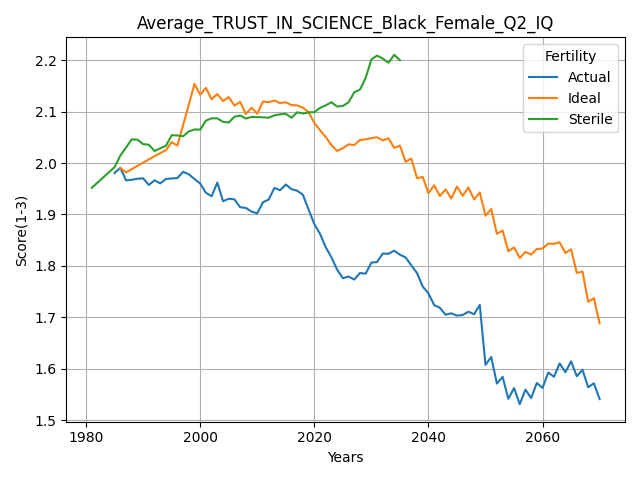 Average_TRUST_IN_SCIENCE_Black_Female_Q2_IQ
Fertility
Actual
Ideal
Sterile
Score(1-3)
2.2
2.1
2.0
1.9
1.8
1.7
1.6
1.5
1980 2000 2020 2040 2060
Years